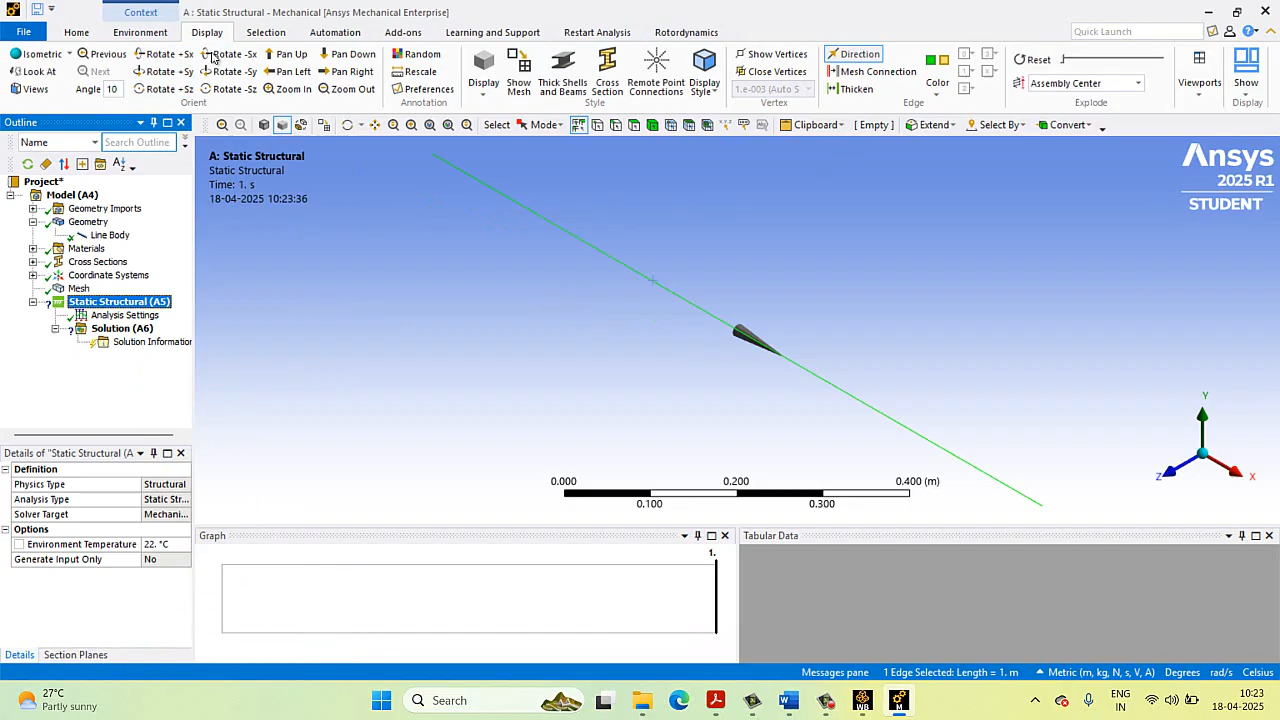 Context
A : Static Structural - Mechanical [Ansys Mechanical Enterprise]
File
Home
Environment
Display
Selection
Automation
Add-ons
Learning and Support
Restart Analysis
Rotordynamics
Quick Launch
Isometric
Previous
Rotate +Sx
Rotate -Sx
Pan Up
Pan Down
Random
Look At
Next
Rotate +Sy
Rotate -Sy
Pan Left
Pan Right
Rescale
Views
Angle 10
Rotate +Sz
Rotate -Sz
Zoom In
Zoom Out
Preferences
Orient
Annotation
Display
Show
Mesh
Thick Shells
and Beams
Cross
Section
Remote Point
Connections
Display
Style
Style
Show Vertices
Close Vertices
1.e-003 (Auto S
Vertex
Direction
Mesh Connection
Thicken
Color
Edge
Reset
Assembly Center
Explode
Viewports
Show
Display
Outline
Name
Search Outline
Select
Mode
Clipboard
[ Empty ]
Extend
Select By
Convert
Project*
Model (A4)
Geometry Imports
Geometry
Line Body
Materials
Cross Sections
Coordinate Systems
Mesh
Static Structural (A5)
Analysis Settings
Solution (A6)
Solution Informatio
A: Static Structural
Static Structural
Time: 1. s
18-04-2025 10:23:36
Ansys
2025 R1
STUDENT
Y
Z
X
0.000
0.200
0.400 (m)
0.100
0.300
Details of "Static Structural (A
Definition
Physics Type Structural
Analysis Type Static Str...
Solver Target Mechani...
Options
Environment Temperature 22. °C
Generate Input Only No
Details
Section Planes
Graph
1.
Tabular Data
Messages pane
1 Edge Selected: Length = 1. m
Metric (m, kg, N, s, V, A)
Degrees
rad/s
Celsius
27°C
Partly sunny
Search
WB
M
ENG
IN
10:23
18-04-2025